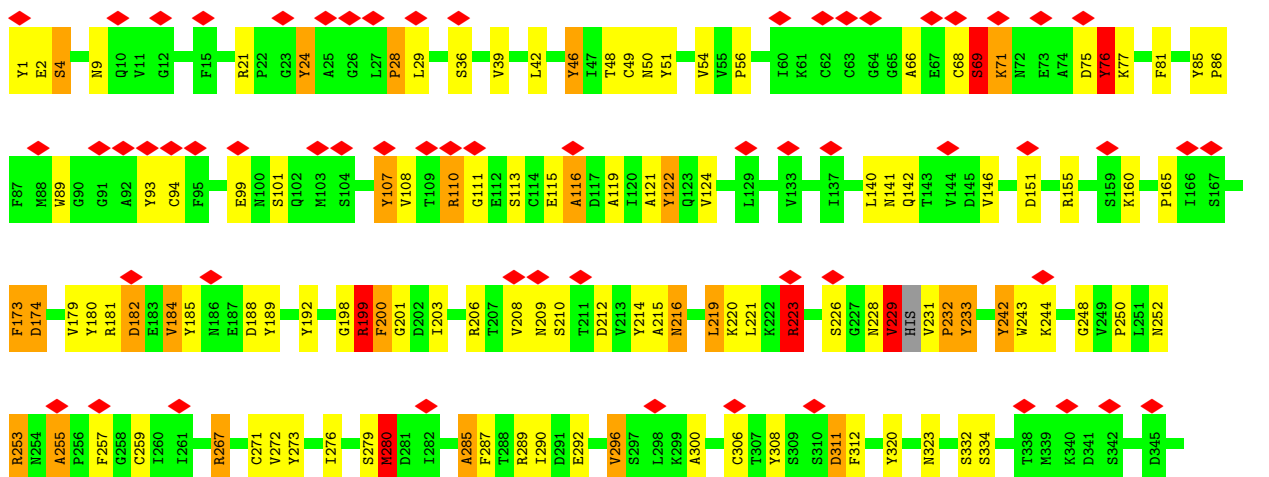 Y1 E2 S4 N9 Q10 V11 G12 F15 R21 P22 G23 Y24 A25 G26 L27 P28 L29 S36 V39 L42 Y46 I47 T48 C49 N50 Y51 V54 V55 P56 I60 K61 C62 C63 G64 G65 A66 E67 C68 S69 K71 N72 E73 A74 D75 Y76 K77 F81 Y85 P86
F87 M88 W89 G90 G91 A92 Y93 C94 F95 E99 N100 S101 Q102 M103 S104 Y107 V108 T109 R110 G111 E112 S113 C114 E115 A116 D117 A119 I120 A121 Y122 Q123 V124 L129 V133 I137 L140 N141 Q142 T143 V144 D145 V146 D151 R155 S159 K160 P165 I166 S167
F173 D174 V179 Y180 R181 D182 E183 V184 Y185 N186 E187 D188 Y189 Y192 G198 R199 F200 G201 D202 I203 R206 T207 V208 N209 S210 T211 D212 V213 Y214 A215 N216 L219 K220 L221 K222 R223 S226 G227 N228 V229 HIS V231 P232 Y233 Y242 W243 K244 G248 V249 P250 L251 N252
R253 N254 A255 P256 F257 G258 C259 I260 I261 R267 C271 V272 Y273 I276 S279 M280 D281 I282 A285 F287 T288 R289 I290 D291 E292 V296 S297 L298 K299 A300 C306 T307 Y308 S309 S310 D311 F312 Y320 N323 S332 S334 T338 M339 K340 D341 S342 D345